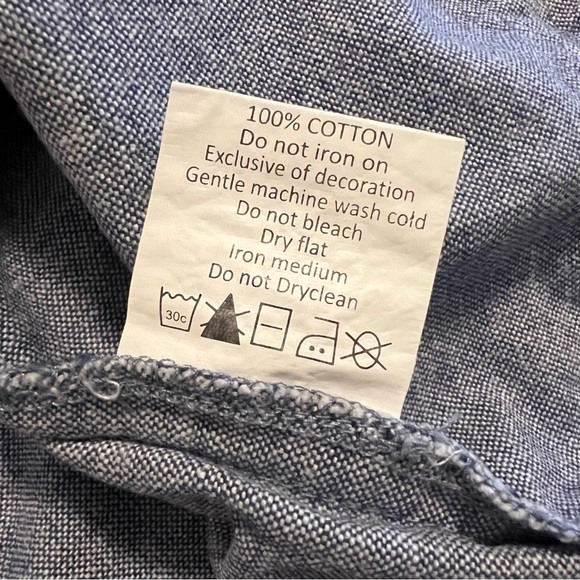 100% COTTON
Do not iron on
Exclusive of decoration
Gentle machine wash cold
Do not bleach
Dry flat
Iron medium
Do not Dryclean
30c